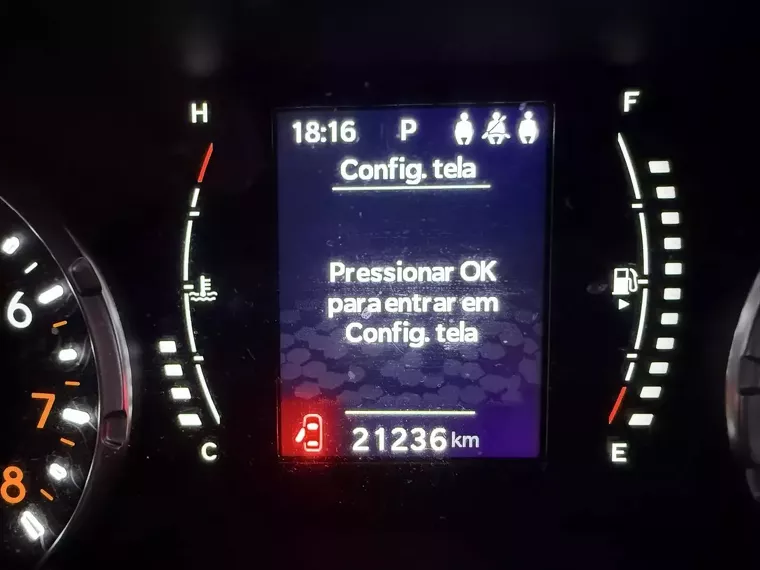 H
F
18:16 P
Config. tela
Pressionar OK
para entrar em
Config. tela
6
7
8
21236 km
C
E